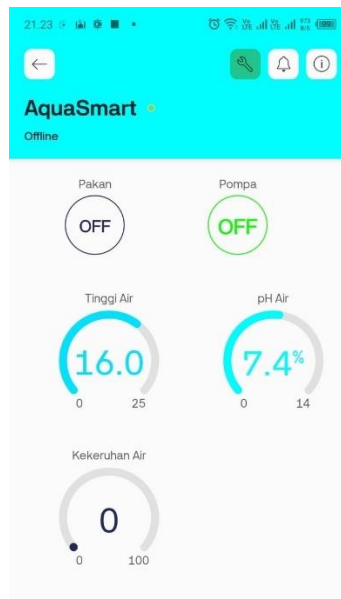 21.23
AquaSmart
Offline
Pakan Pompa
OFF OFF
Tinggi Air pH Air
16.0 7.4%
0 25 0 14
Kekeruhan Air
0
0 100